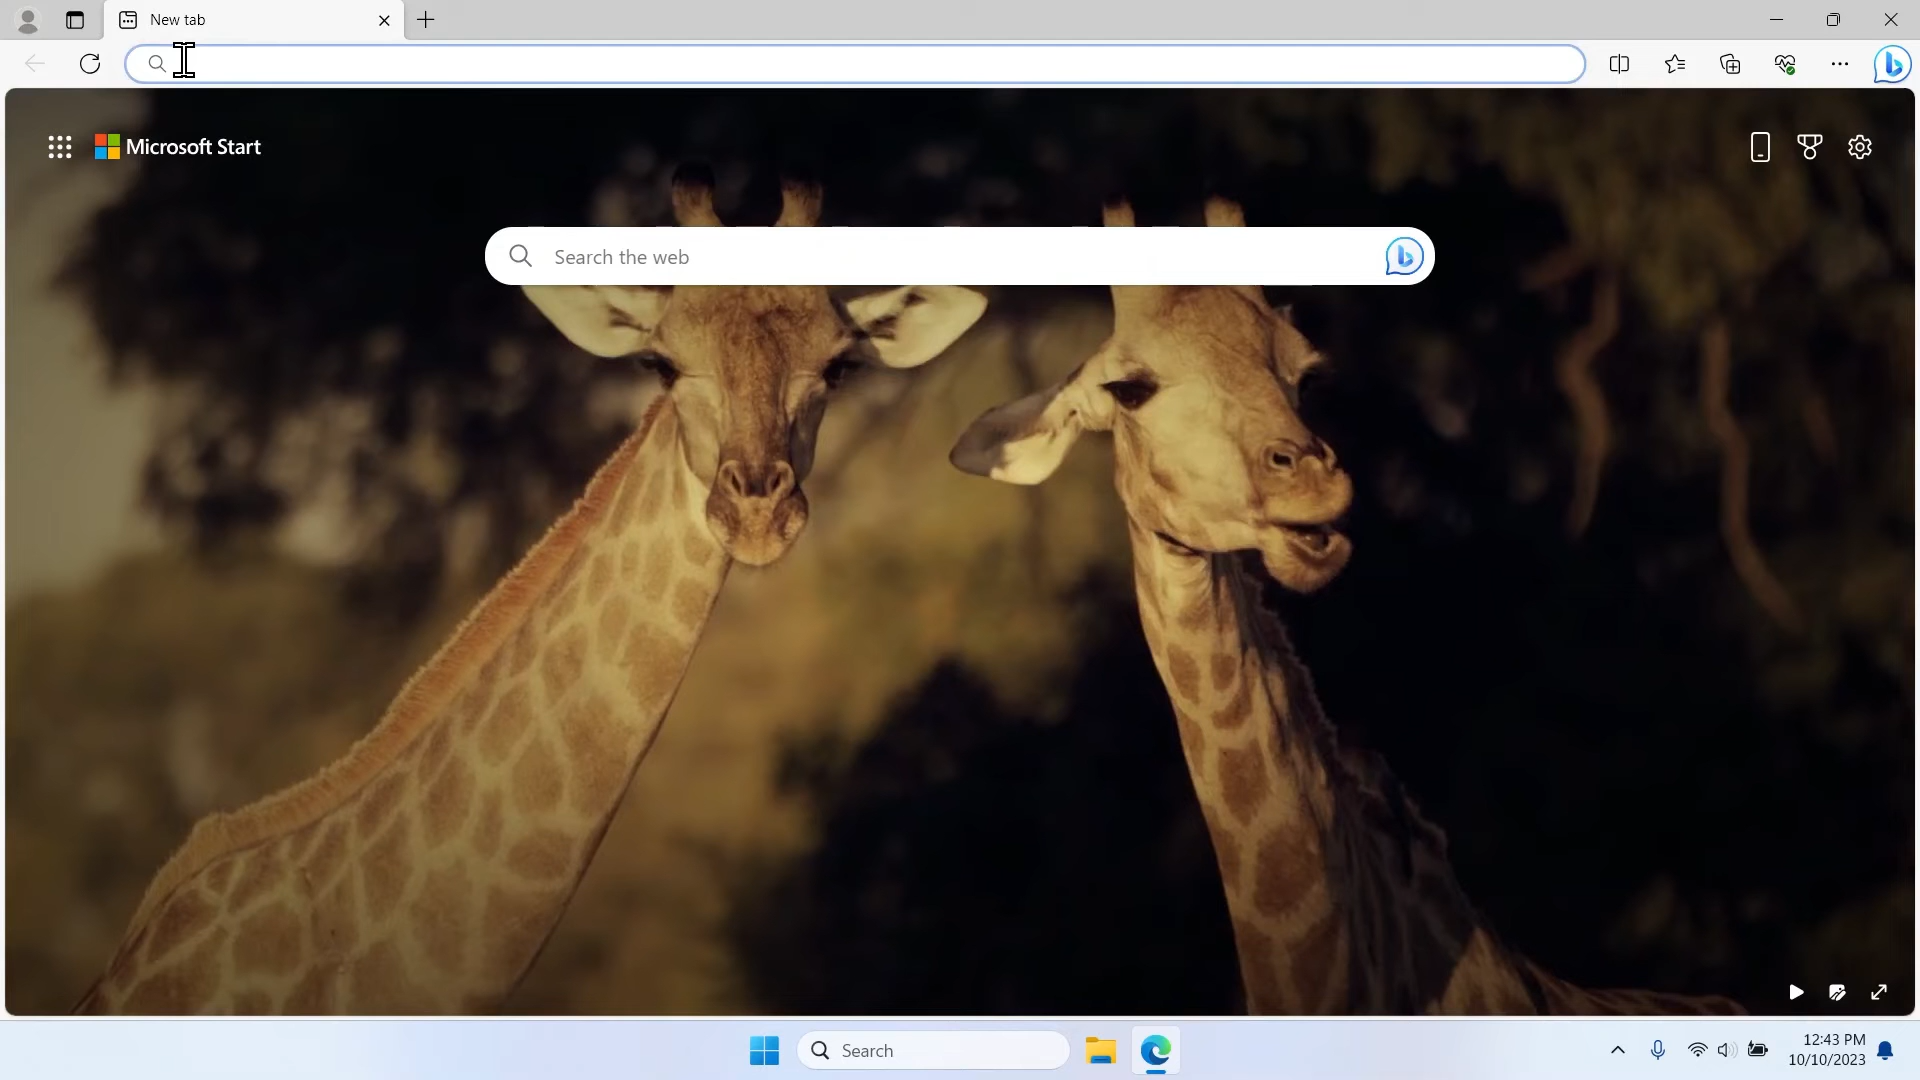 New tab
Microsoft Start
Search the web
Search
12:43 PM
10/10/2023